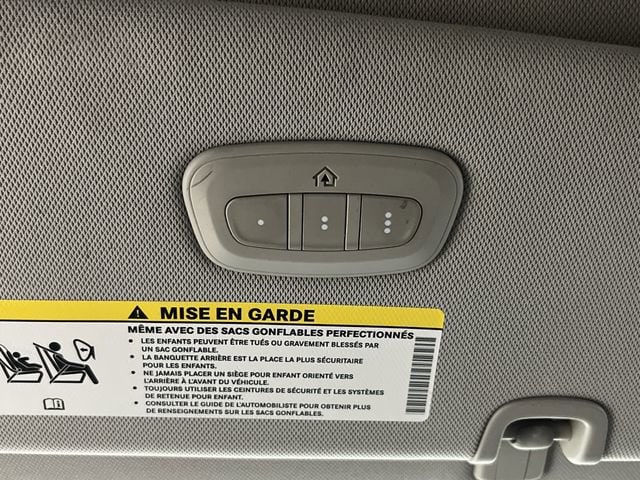 MISE EN GARDE
MÊME AVEC DES SACS GONFLABLES PERFECTIONNÉS
• LES ENFANTS PEUVENT ÊTRE TUÉS OU GRAVEMENT BLESSÉS PAR
UN SAC GONFLABLE.
• LA BANQUETTE ARRIÈRE EST LA PLACE LA PLUS SÉCURITAIRE
POUR LES ENFANTS.
• NE JAMAIS PLACER UN SIÈGE POUR ENFANT ORIENTÉ VERS
L'ARRIÈRE À L'AVANT DU VÉHICULE.
• TOUJOURS UTILISER LES CEINTURES DE SÉCURITÉ ET LES SYSTÈMES
DE RETENUE POUR ENFANT.
• CONSULTER LE GUIDE DE L'AUTOMOBILISTE POUR OBTENIR PLUS
DE RENSEIGNEMENTS SUR LES SACS GONFLABLES.